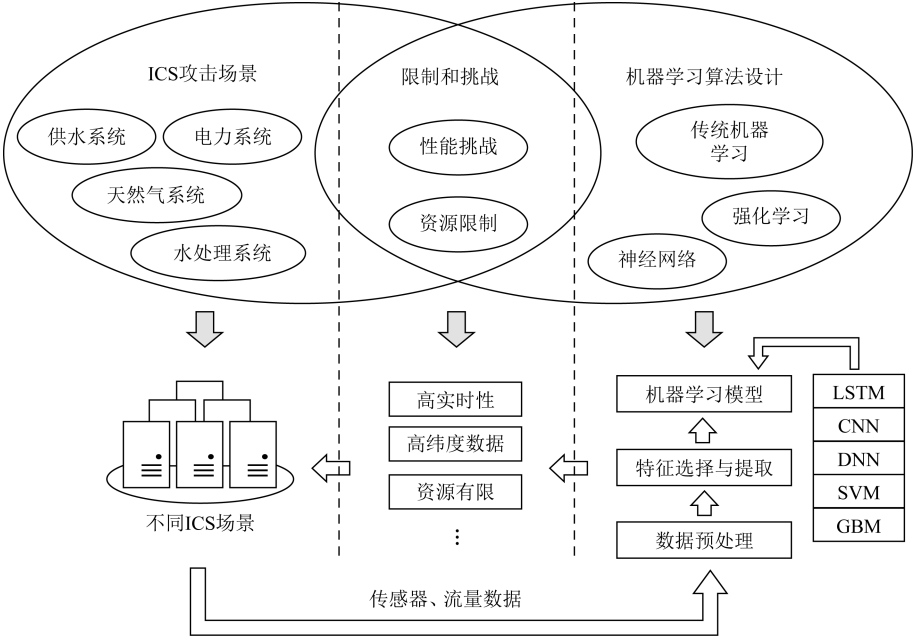 ICS攻击场景
供水系统
电力系统
天然气系统
水处理系统
限制和挑战
性能挑战
资源限制
机器学习算法设计
传统机器
学习
强化学习
神经网络
不同ICS场景
高实时性
高纬度数据
资源有限
⋮
机器学习模型
特征选择与提取
数据预处理
LSTM
CNN
DNN
SVM
GBM
传感器、流量数据